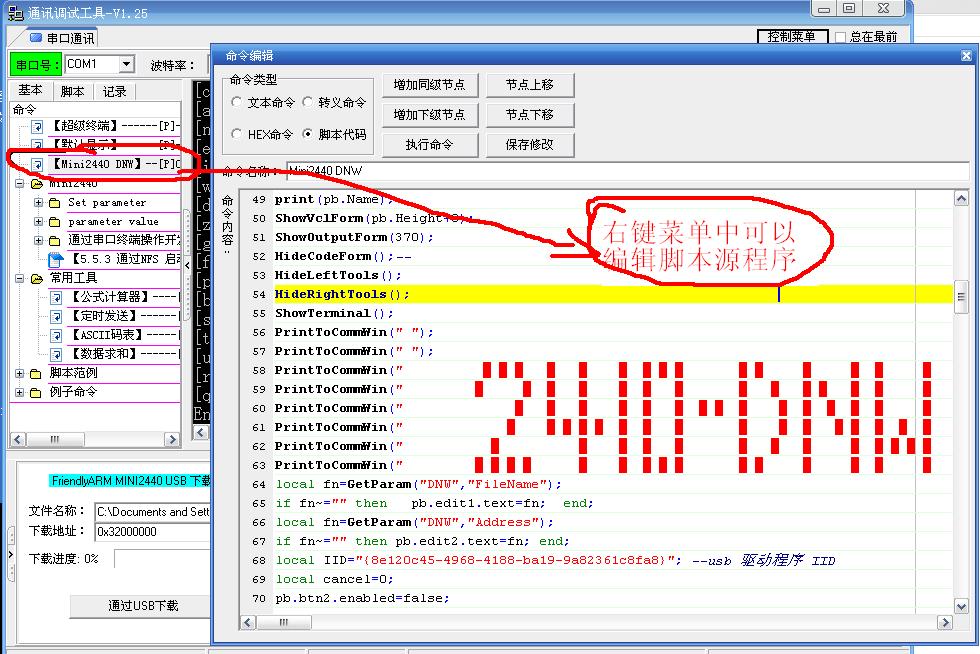 通讯调试工具-V1.25
串口通讯
控制菜单
总在最前
串口号:
COM1
波特率:
基本
脚本
记录
命令
【超级终端】------[P]-
【默认显示】
[P]-
【Mini2440 DNW】--[P]
Mini2440
Set parameter
parameter value
通过串口终端操作开
【5.5.3 通过NFS 启动
常用工具
【公式计算器】----[
【定时发送】------[
【ASCII码表】-----[
【数据求和】------[
脚本范例
例子命令
FriendlyARM MINI2440 USB 下载
文件名称:
C:\Documents and Sett
下载地址:
0x32000000
下载进度: 0%
通过USB下载
命令编辑
命令类型
文本命令
转义命令
HEX命令
脚本代码
增加同级节点
节点上移
增加下级节点
节点下移
执行命令
保存修改
命令名称:
Mini2440 DNW
命令内容:
49 print(pb.Name);
50 ShowVclForm(pb.Height+8);
51 ShowOutputForm(370);
52 HideCodeForm();--
53 HideLeftTools();
54 HideRightTools();
55 ShowTerminal();
56 PrintToCommWin(" ");
57 PrintToCommWin(" ");
58 PrintToCommWin("
59 PrintToCommWin("
60 PrintToCommWin("
61 PrintToCommWin("
62 PrintToCommWin("
63 PrintToCommWin("
2440-DNW
64 local fn=GetParam("DNW","FileName");
65 if fn~="" then pb.edit1.text=fn; end;
66 local fn=GetParam("DNW","Address");
67 if fn~="" then pb.edit2.text=fn; end;
68 local IID="{8e120c45-4968-4188-ba19-9a82361c8fa8}"; --usb 驱动程序 IID
69 local cancel=0;
70 pb.btn2.enabled=false;
右键菜单中可以
编辑脚本源程序